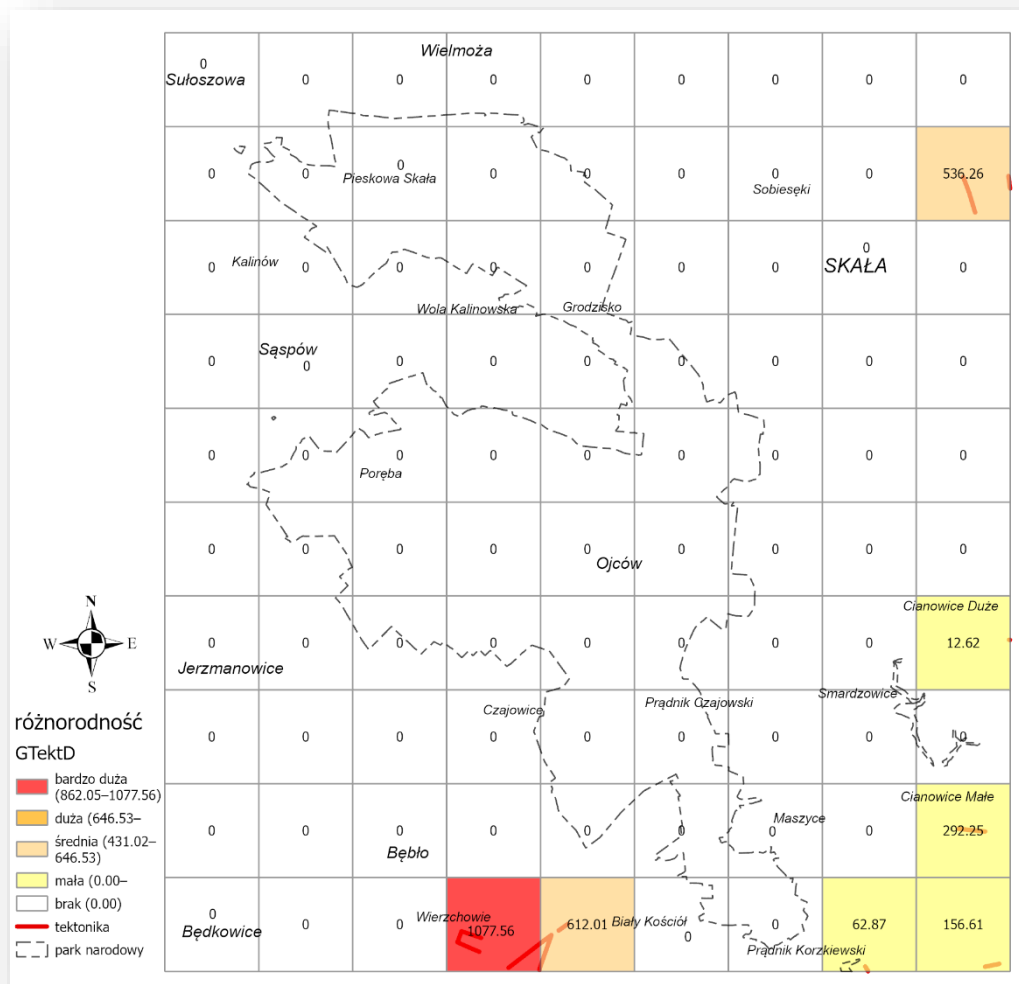 Wielmoża
0
Sułoszowa
0 0 0 0 0 0 0 0
0 0 0 0 0 0 0 0 536.26
Pieskowa Skała
Sobiesęki
0
SKAŁA
Kalinów
0 0 0 0 0 0 0 0
Wola Kalinowska
Grodzisko
Sąspów
0 0 0 0 0 0 0 0 0
0 0 0 0 0 0 0 0 0
Poręba
0 0 0 0 0 0 0 0 0
Ojców
Cianowice Duże
0 0 0 0 0 0 0 0 12.62
Jerzmanowice
Smardzowice
Prądnik Czajowski
Czajowice
0 0 0 0 0 0 0 0 0
Cianowice Małe
Maszyce
0 0 0 0 0 0 0 0 292.25
Bębło
0
Będkowice
0 0
Wierzchowie
1077.56
612.01
Biały Kościół
0 0
62.87
156.61
Prądnik Korzkiewski
N
W E
S
różnorodność
GTektD
bardzo duża
(862.05–1077.56)
duża (646.53–
średnia (431.02–
646.53)
mała (0.00–
brak (0.00)
tektonika
park narodowy